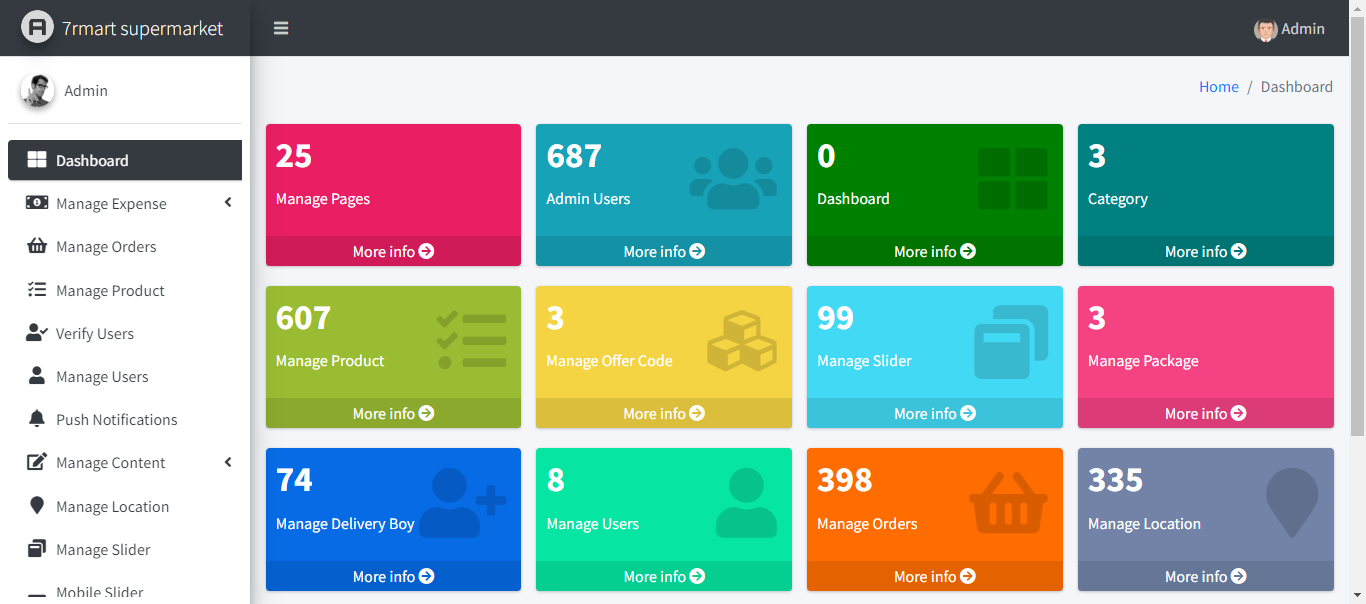 7rmart supermarket
Admin
Admin
Home / Dashboard
Dashboard
Manage Expense
Manage Orders
Manage Product
Verify Users
Manage Users
Push Notifications
Manage Content
Manage Location
Manage Slider
Mobile Slider
25
Manage Pages
More info
687
Admin Users
More info
0
Dashboard
More info
3
Category
More info
607
Manage Product
More info
3
Manage Offer Code
More info
99
Manage Slider
More info
3
Manage Package
More info
74
Manage Delivery Boy
More info
8
Manage Users
More info
398
Manage Orders
More info
335
Manage Location
More info